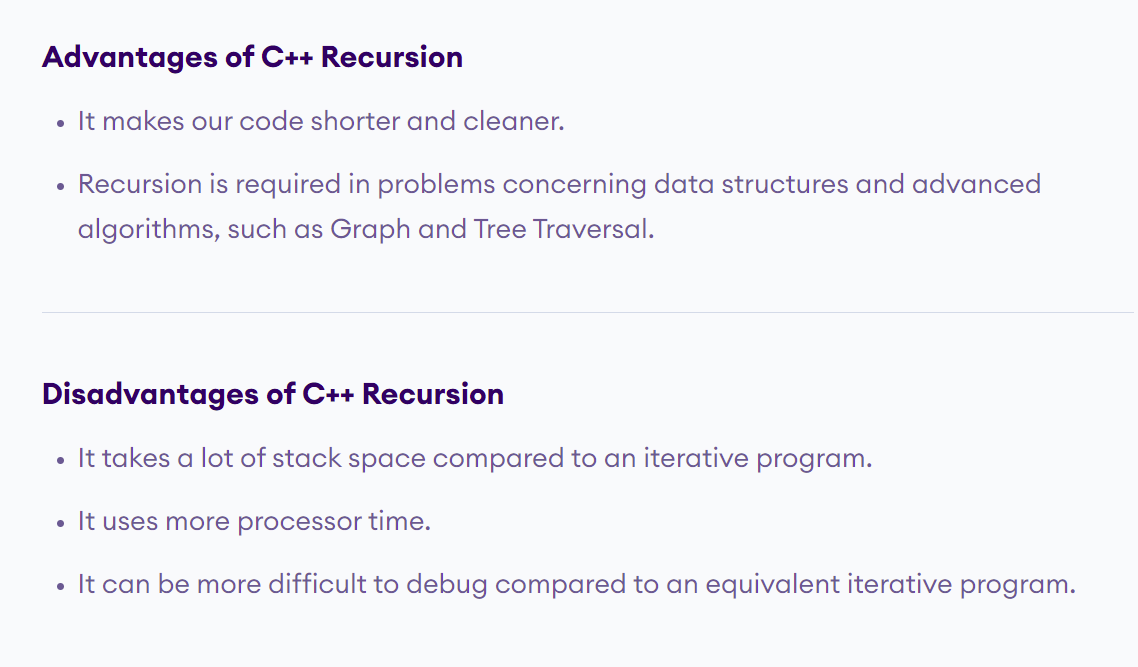 Advantages of C++ Recursion
• It makes our code shorter and cleaner.
• Recursion is required in problems concerning data structures and advanced
algorithms, such as Graph and Tree Traversal.
Disadvantages of C++ Recursion
• It takes a lot of stack space compared to an iterative program.
• It uses more processor time.
• It can be more difficult to debug compared to an equivalent iterative program.